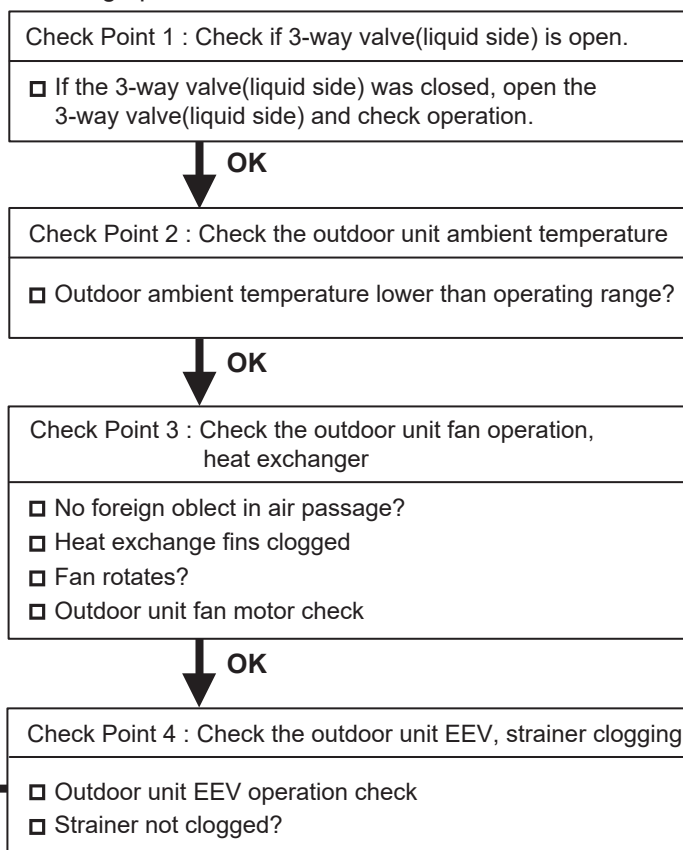 Check Point 1 : Check if 3-way valve(liquid side) is open.
If the 3-way valve(liquid side) was closed, open the
3-way valve(liquid side) and check operation.
OK
Check Point 2 : Check the outdoor unit ambient temperature
Outdoor ambient temperature lower than operating range?
OK
Check Point 3 : Check the outdoor unit fan operation,
heat exchanger
No foreign oblect in air passage?
Heat exchange fins clogged
Fan rotates?
Outdoor unit fan motor check
OK
Check Point 4 : Check the outdoor unit EEV, strainer clogging
Outdoor unit EEV operation check
Strainer not clogged?